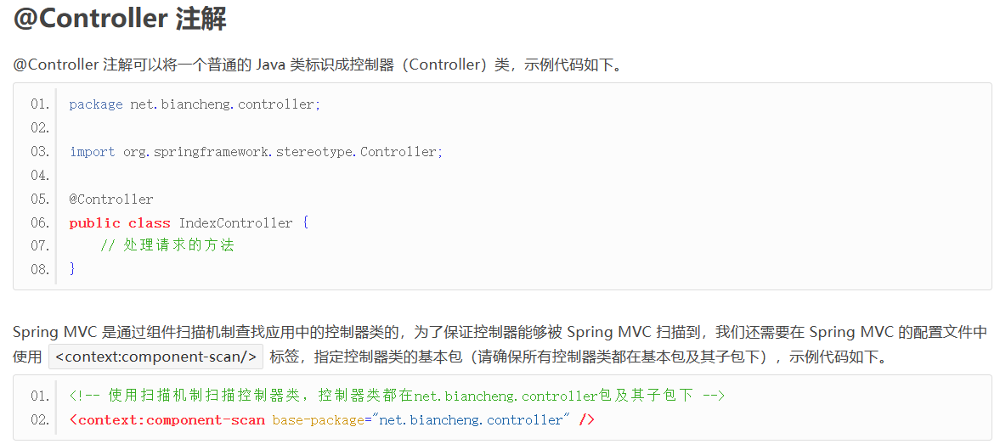 @Controller 注解
@Controller 注解可以将一个普通的 Java 类标识成控制器（Controller）类，示例代码如下。
01. package net.biancheng.controller;
02.
03. import org.springframework.stereotype.Controller;
04.
05. @Controller
06. public class IndexController {
07.     // 处理请求的方法
08. }
Spring MVC 是通过组件扫描机制查找应用中的控制器类的，为了保证控制器能够被 Spring MVC 扫描到，我们还需要在 Spring MVC 的配置文件中
使用 <context:component-scan/> 标签，指定控制器类的基本包（请确保所有控制器类都在基本包及其子包下），示例代码如下。
01. <!-- 使用扫描机制扫描控制器类，控制器类都在net.biancheng.controller包及其子包下 -->
02. <context:component-scan base-package="net.biancheng.controller" />